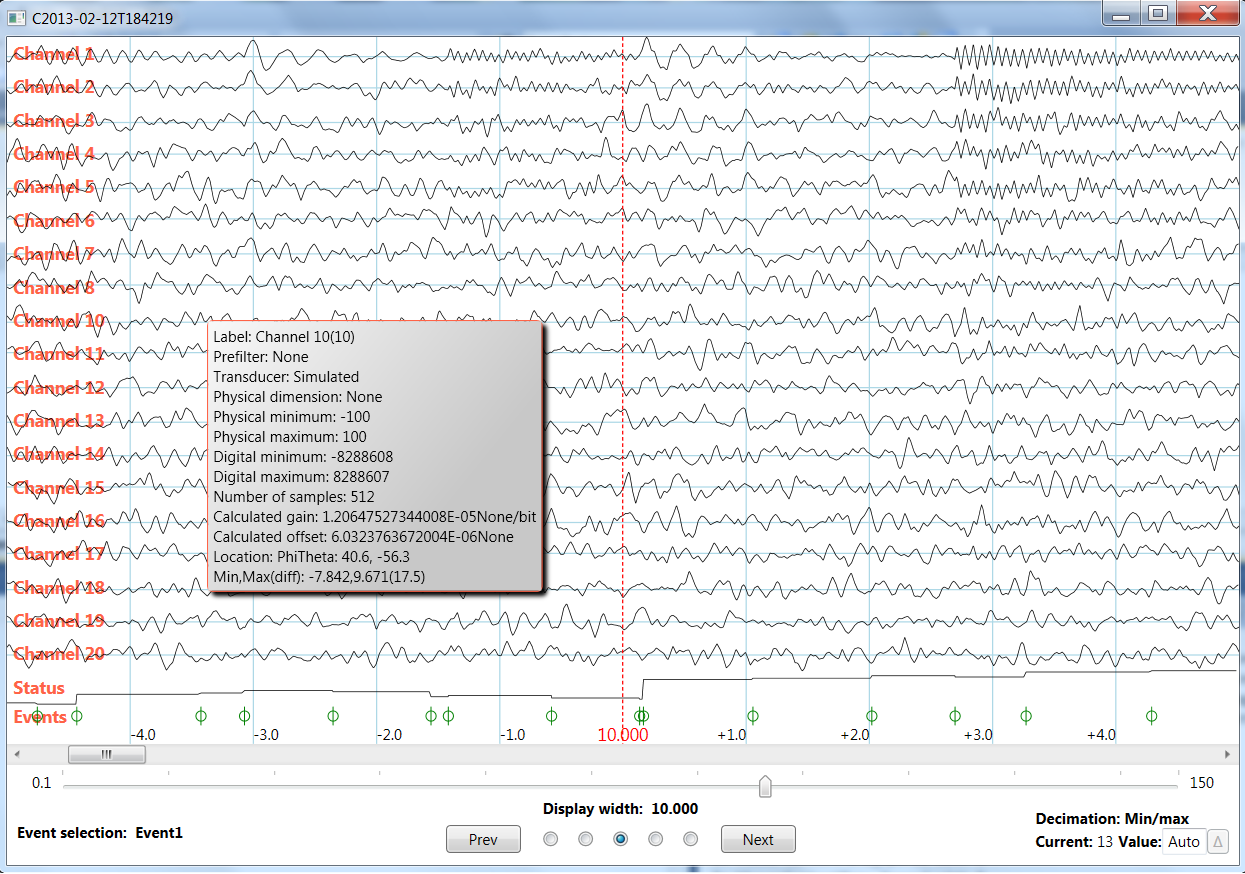 C2013-02-12T184219
Channel 1
Channel 2
Channel 3
Channel 4
Channel 5
Channel 6
Channel 7
Channel 8
Channel 10
Channel 11
Channel 12
Channel 13
Channel 14
Channel 15
Channel 16
Channel 17
Channel 18
Channel 19
Channel 20
Status
Events
Label: Channel 10(10)
Prefilter: None
Transducer: Simulated
Physical dimension: None
Physical minimum: -100
Physical maximum: 100
Digital minimum: -8288608
Digital maximum: 8288607
Number of samples: 512
Calculated gain: 1.20647527344008E-05None/bit
Calculated offset: 6.0323763672004E-06None
Location: PhiTheta: 40.6, -56.3
Min,Max(diff): -7.842,9.671(17.5)
-4.0 -3.0 -2.0 -1.0 10.000 +1.0 +2.0 +3.0 +4.0
0.1 150
Display width: 10.000
Event selection: Event1
Prev Next
Decimation: Min/max
Current: 13 Value: Auto Δ